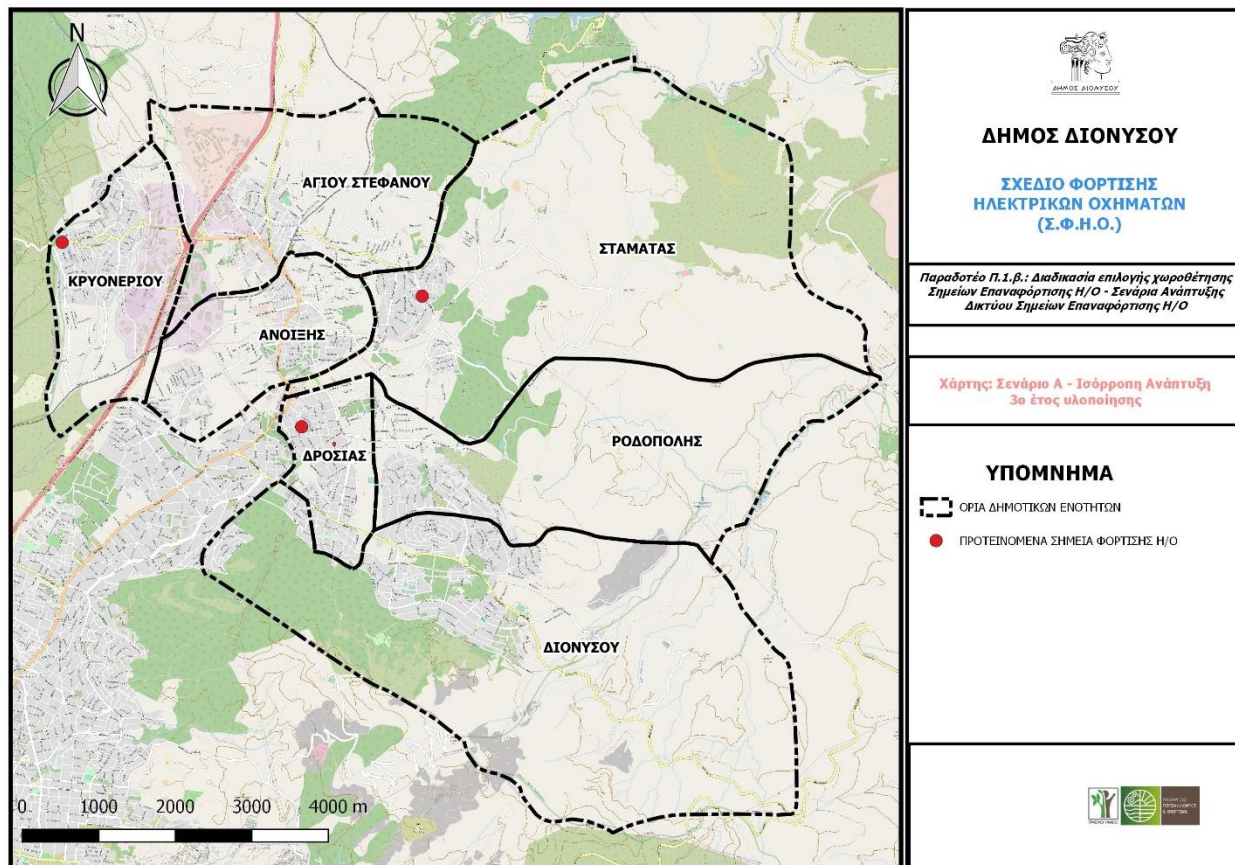 N
ΑΓΙΟΥ ΣΤΕΦΑΝΟΥ
ΚΡΥΟΝΕΡΙΟΥ
ΣΤΑΜΑΤΑΣ
ΑΝΟΙΞΗΣ
ΡΟΔΟΠΟΛΗΣ
ΔΡΟΣΙΑΣ
ΔΙΟΝΥΣΟΥ
0 1000 2000 3000 4000 m
ΔΗΜΟΣ ΔΙΟΝΥΣΟΥ
ΔΗΜΟΣ ΔΙΟΝΥΣΟΥ
ΣΧΕΔΙΟ ΦΟΡΤΙΣΗΣ
ΗΛΕΚΤΡΙΚΩΝ ΟΧΗΜΑΤΩΝ
(Σ.Φ.Η.Ο.)
Παραδοτέο Π.1.β.: Διαδικασία επιλογής χωροθέτησης
Σημείων Επαναφόρτισης Η/Ο - Σενάρια Ανάπτυξης
Δικτύου Σημείων Επαναφόρτισης Η/Ο
Χάρτης: Σενάριο Α - Ισόρροπη Ανάπτυξη
3ο έτος υλοποίησης
ΥΠΟΜΝΗΜΑ
ΟΡΙΑ ΔΗΜΟΤΙΚΩΝ ΕΝΟΤΗΤΩΝ
ΠΡΟΤΕΙΝΟΜΕΝΑ ΣΗΜΕΙΑ ΦΟΡΤΙΣΗΣ Η/Ο
ΠΡΑΣΙΝΟ ΤΑΜΕΙΟ